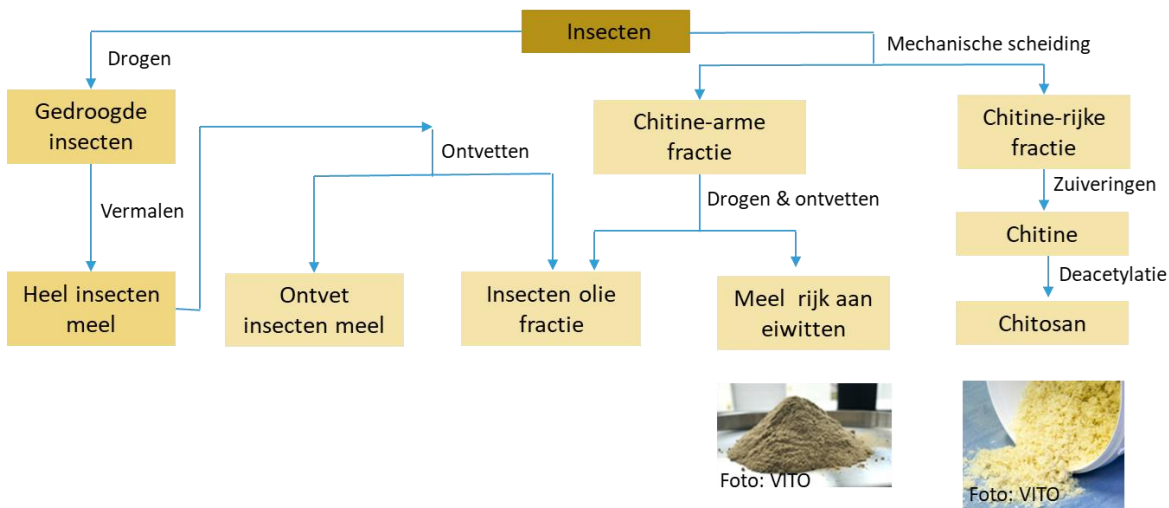 Insecten
Drogen
Mechanische scheiding
Gedroogde
insecten
Chitine-arme
fractie
Chitine-rijke
fractie
Ontvetten
Zuiveringen
Drogen & ontvetten
Vermalen
Chitine
Deacetylatie
Heel insecten
meel
Ontvet
insecten meel
Insecten olie
fractie
Meel rijk aan
eiwitten
Chitosan
Foto: VITO
Foto: VITO